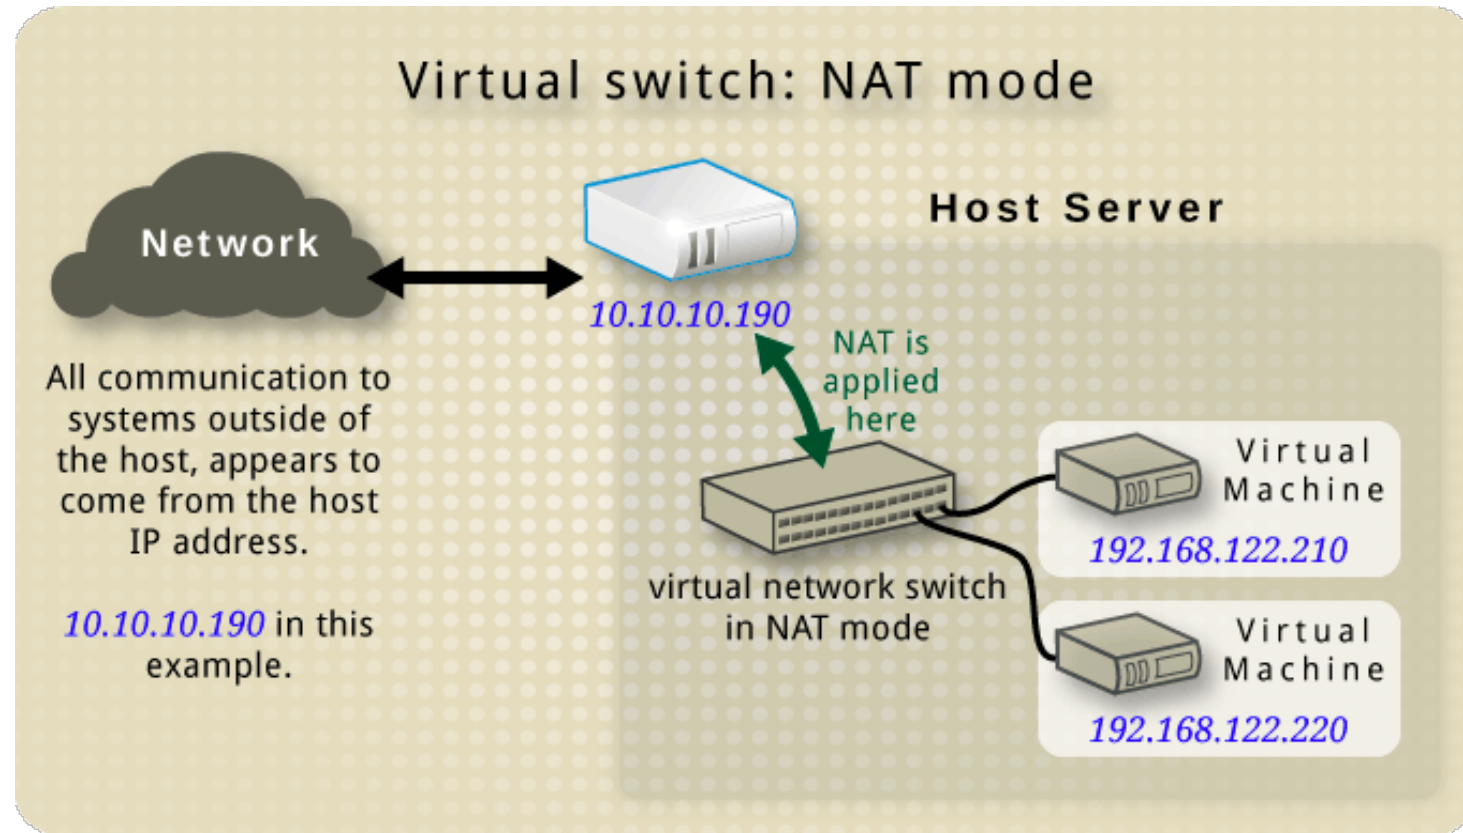 Virtual switch: NAT mode
Network
Host Server
10.10.10.190
NAT is
applied
here
All communication to
systems outside of
the host, appears to
come from the host
IP address.
10.10.10.190 in this
example.
virtual network switch
in NAT mode
Virtual
Machine
192.168.122.210
Virtual
Machine
192.168.122.220